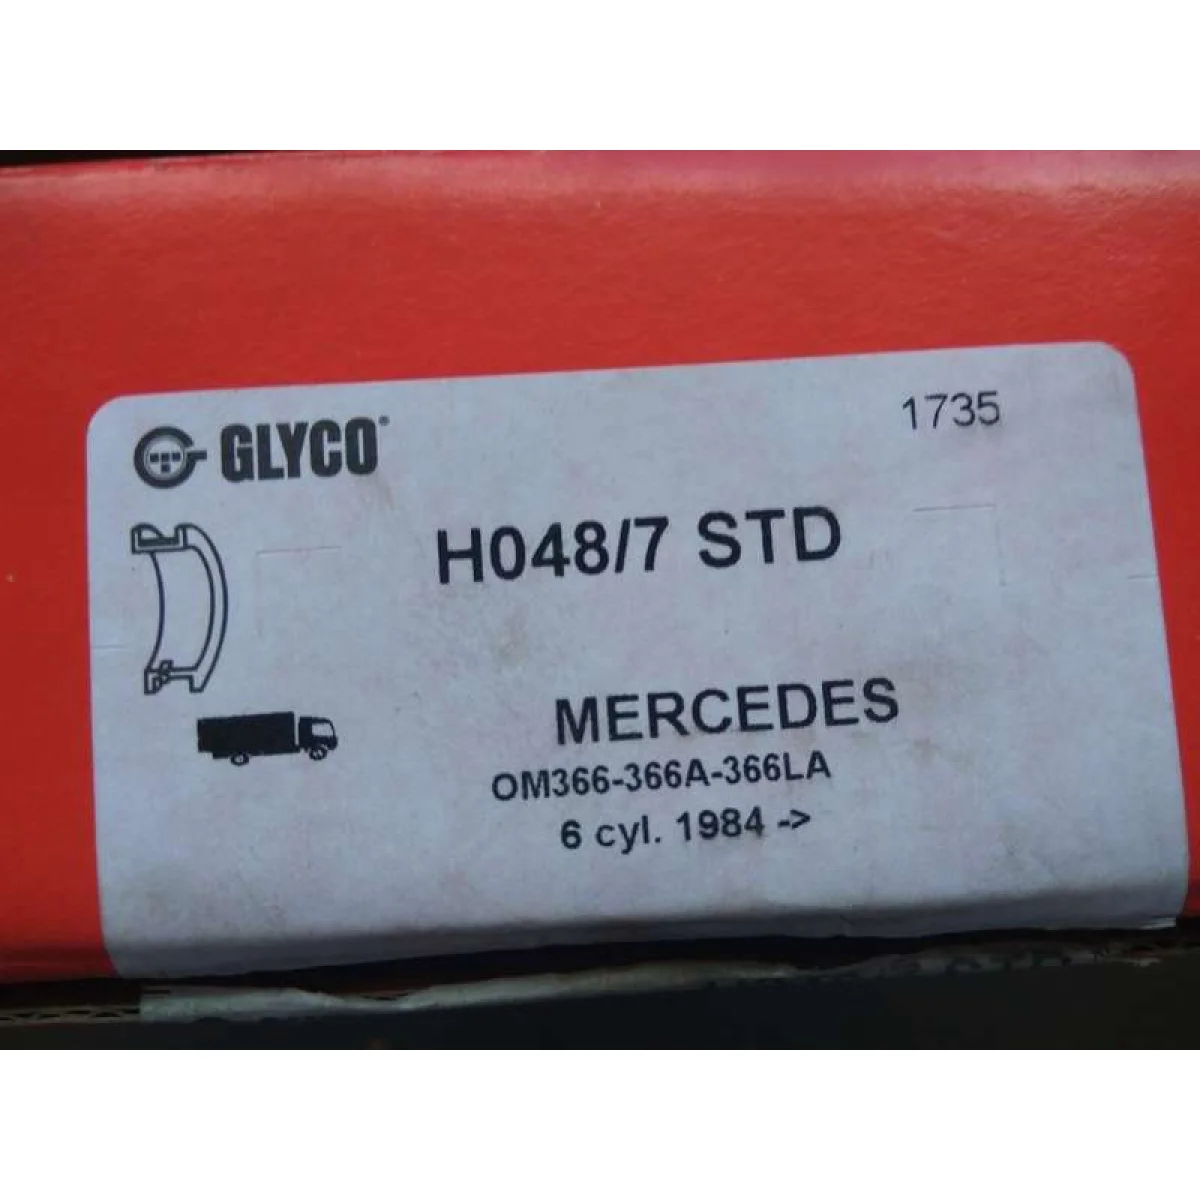 GLYCO®
1735
H048/7 STD
MERCEDES
OM366-366A-366LA
6 cyl. 1984 ->